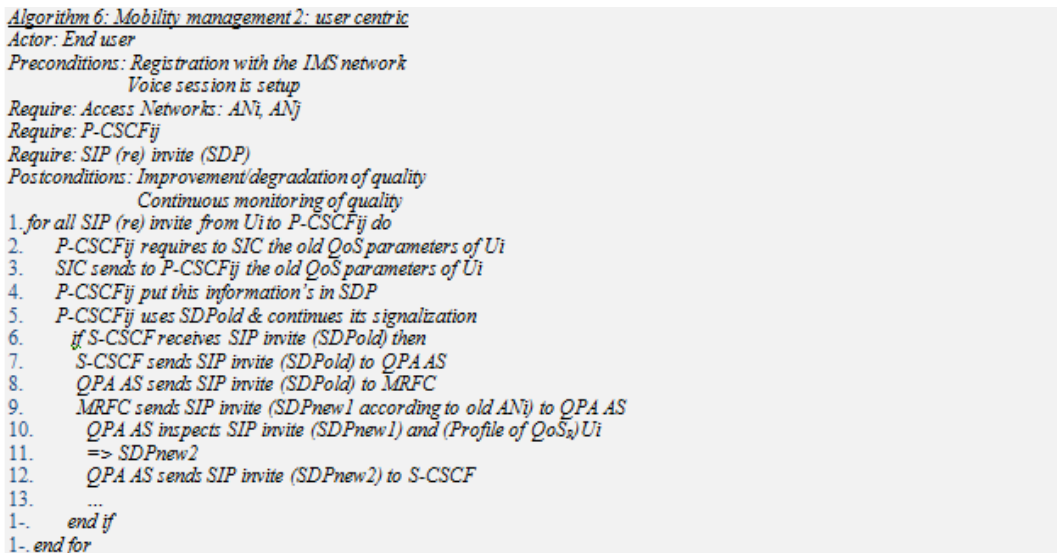 Algorithm 6: Mobility management 2: user centric
Actor: End user
Preconditions: Registration with the IMS network
Voice session is setup
Require: Access Networks: ANi, ANj
Require: P-CSCFij
Require: SIP (re) invite (SDP)
Postconditions: Improvement/degradation of quality
Continuous monitoring of quality
1. for all SIP (re) invite from Ui to P-CSCFij do
2. P-CSCFij requires to SIC the old QoS parameters of Ui
3. SIC sends to P-CSCFij the old QoS parameters of Ui
4. P-CSCFij put this information's in SDP
5. P-CSCFij uses SDPold & continues its signalization
6. if S-CSCF receives SIP invite (SDPold) then
7. S-CSCF sends SIP invite (SDPold) to QPA AS
8. QPA AS sends SIP invite (SDPold) to MRFC
9. MRFC sends SIP invite (SDPnew1 according to old ANi) to QPA AS
10. QPA AS inspects SIP invite (SDPnew1) and (Profile of QoSR) Ui
11. => SDPnew2
12. QPA AS sends SIP invite (SDPnew2) to S-CSCF
13. ...
1-. end if
1-. end for